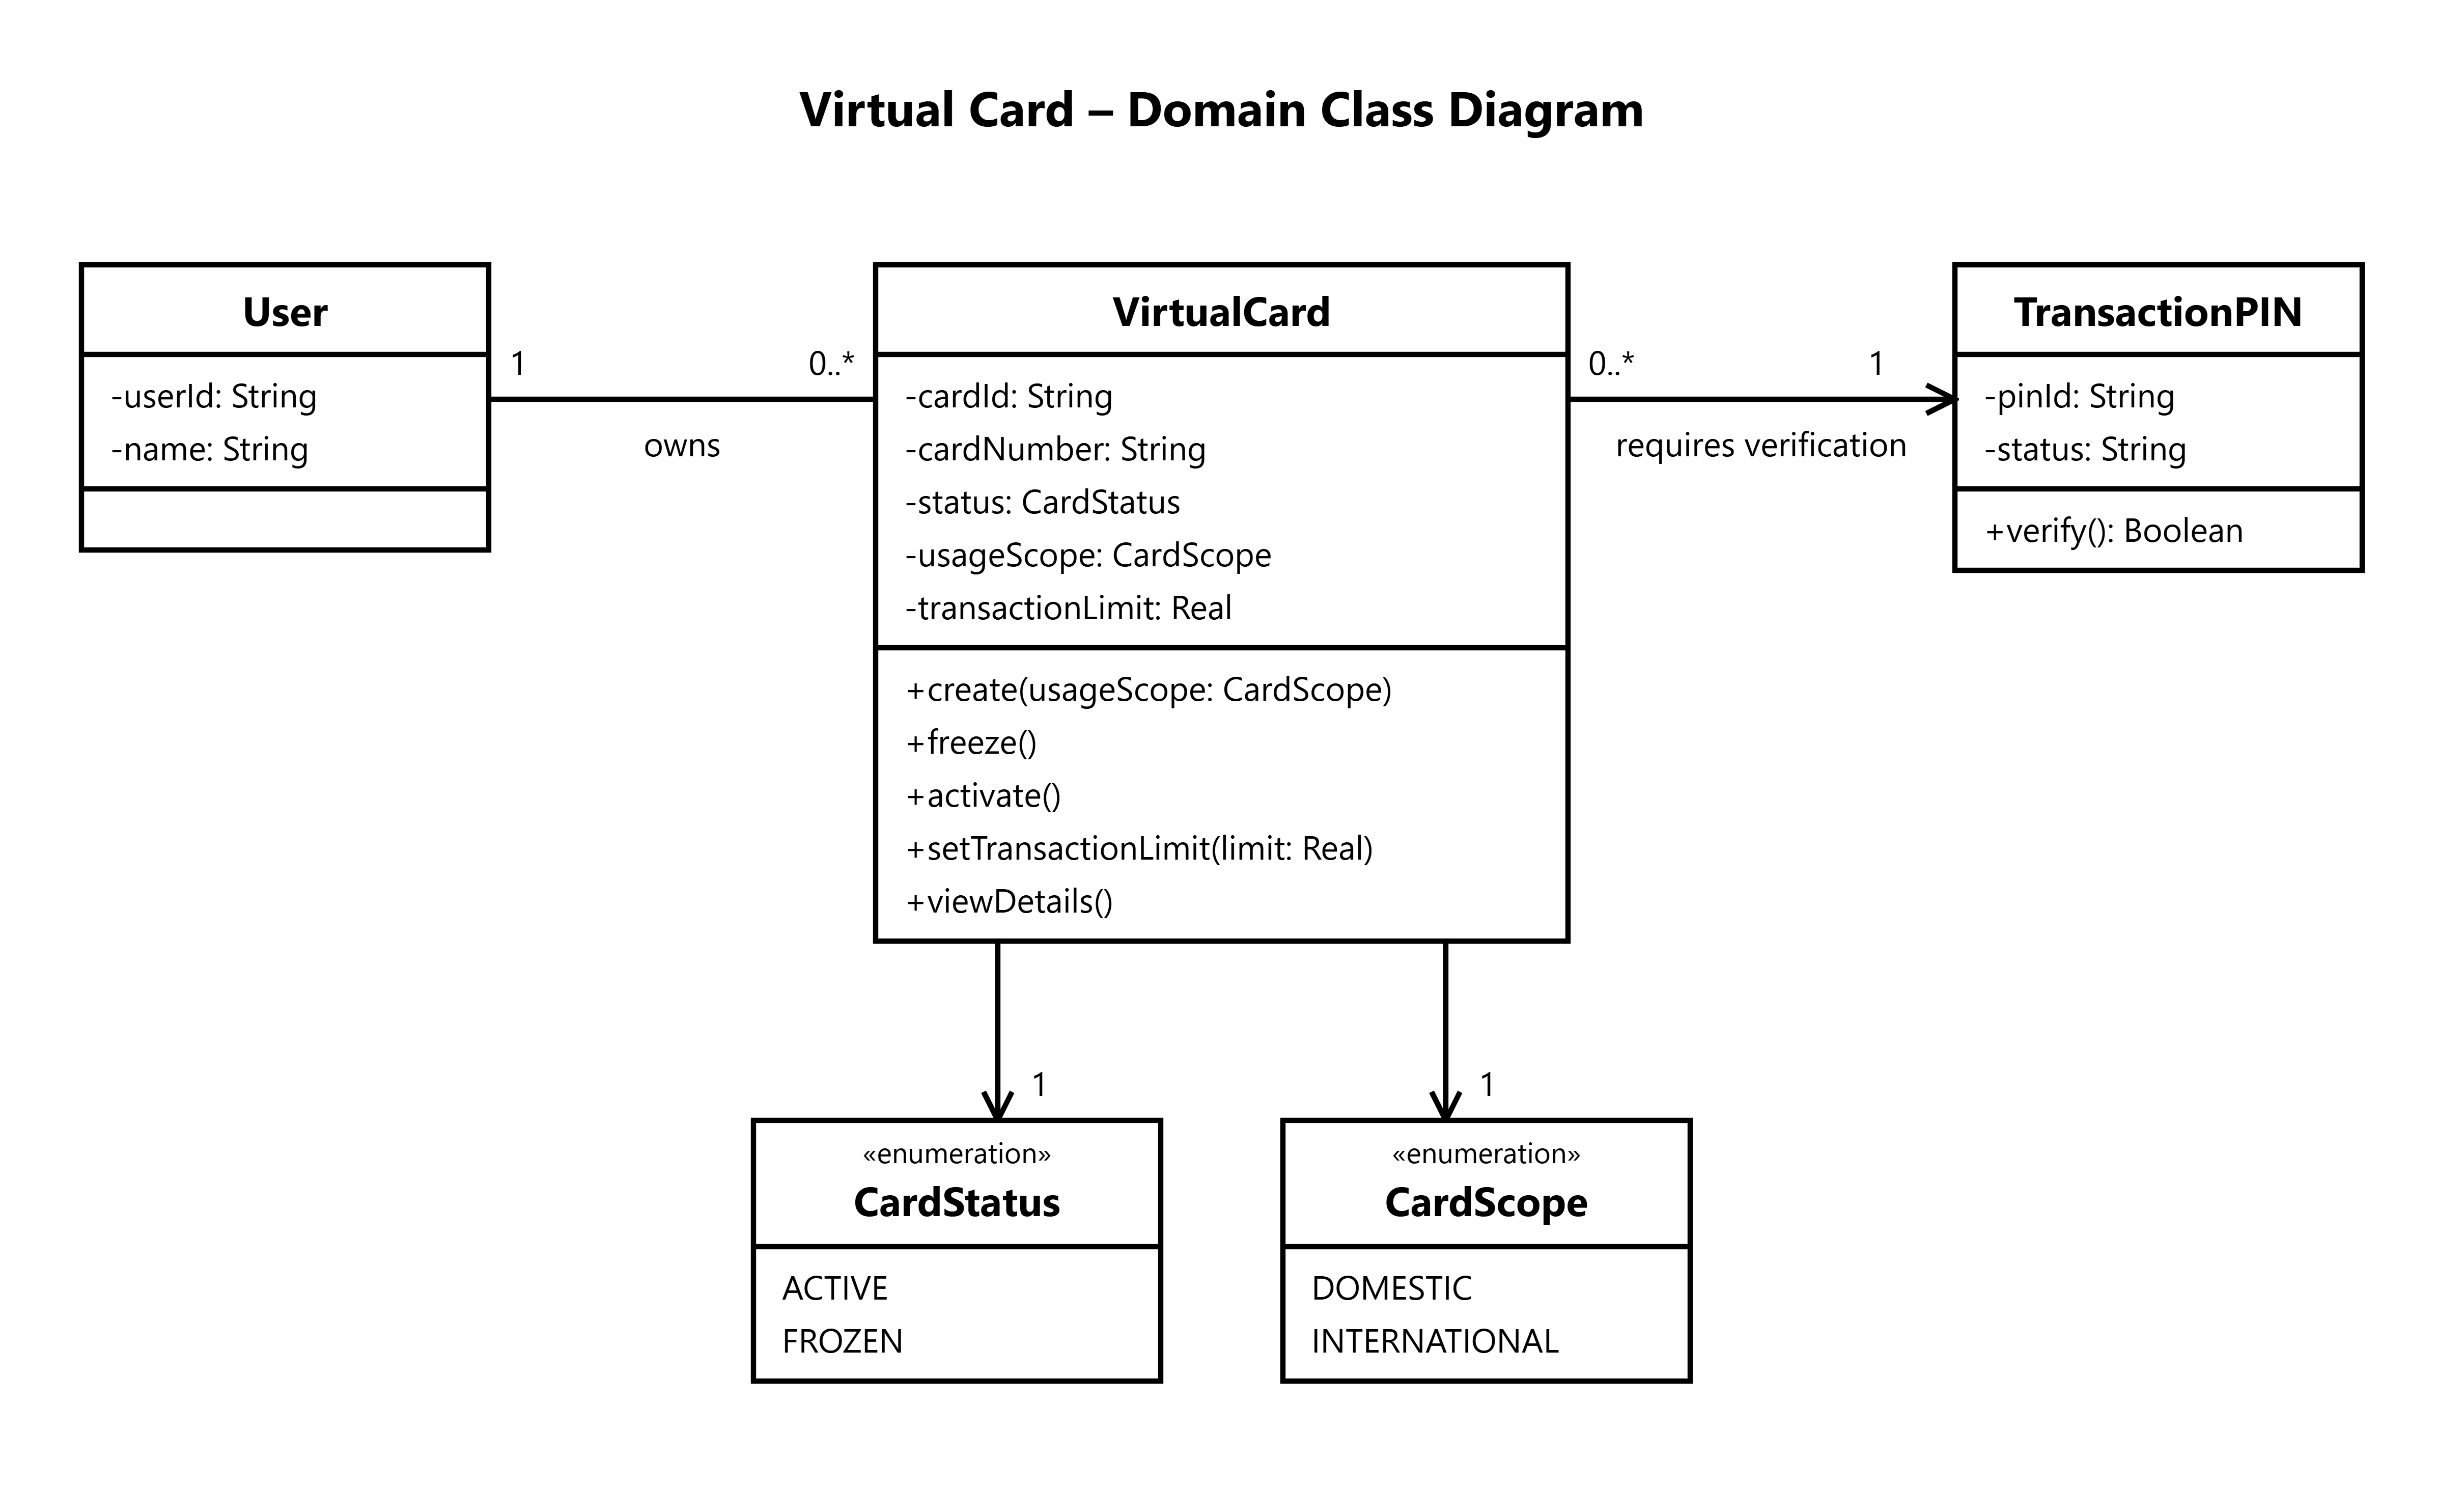 Virtual Card – Domain Class Diagram
User
-userId: String
-name: String
1
0..*
owns
VirtualCard
-cardId: String
-cardNumber: String
-status: CardStatus
-usageScope: CardScope
-transactionLimit: Real
+create(usageScope: CardScope)
+freeze()
+activate()
+setTransactionLimit(limit: Real)
+viewDetails()
0..*
1
requires verification
TransactionPIN
-pinId: String
-status: String
+verify(): Boolean
1
«enumeration»
CardStatus
ACTIVE
FROZEN
1
«enumeration»
CardScope
DOMESTIC
INTERNATIONAL